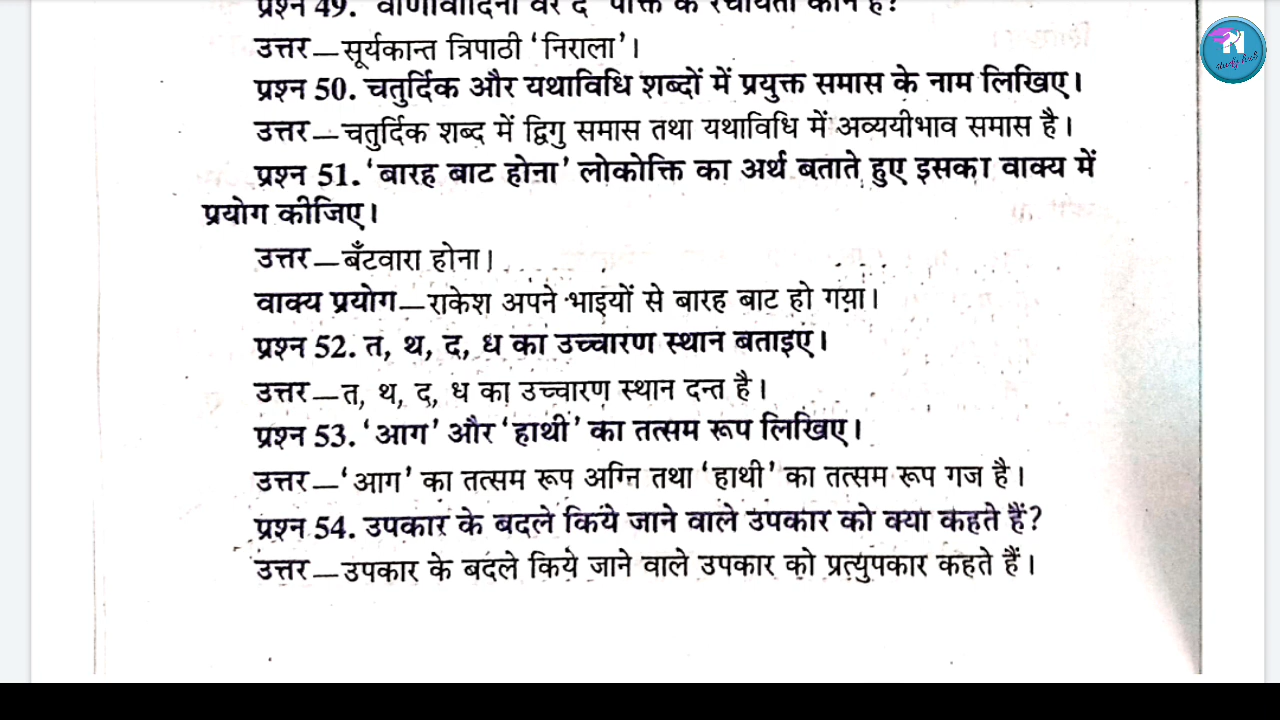 प्रश्न 49. 'वीणावादिनी वर दे' पंक्ति के रचयिता कौन हैं?
उत्तर—सूर्यकान्त त्रिपाठी 'निराला'।
प्रश्न 50. चतुर्दिक और यथाविधि शब्दों में प्रयुक्त समास के नाम लिखिए।
उत्तर—चतुर्दिक शब्द में द्विगु समास तथा यथाविधि में अव्ययीभाव समास है।
प्रश्न 51. 'बारह बाट होना' लोकोक्ति का अर्थ बताते हुए इसका वाक्य में
प्रयोग कीजिए।
उत्तर—बँटवारा होना।
वाक्य प्रयोग—राकेश अपने भाइयों से बारह बाट हो गया।
प्रश्न 52. त, थ, द, ध का उच्चारण स्थान बताइए।
उत्तर—त, थ, द, ध का उच्चारण स्थान दन्त है।
प्रश्न 53. 'आग' और 'हाथी' का तत्सम रूप लिखिए।
उत्तर—'आग' का तत्सम रूप अग्नि तथा 'हाथी' का तत्सम रूप गज है।
प्रश्न 54. उपकार के बदले किये जाने वाले उपकार को क्या कहते हैं?
उत्तर—उपकार के बदले किये जाने वाले उपकार को प्रत्युपकार कहते हैं।
N